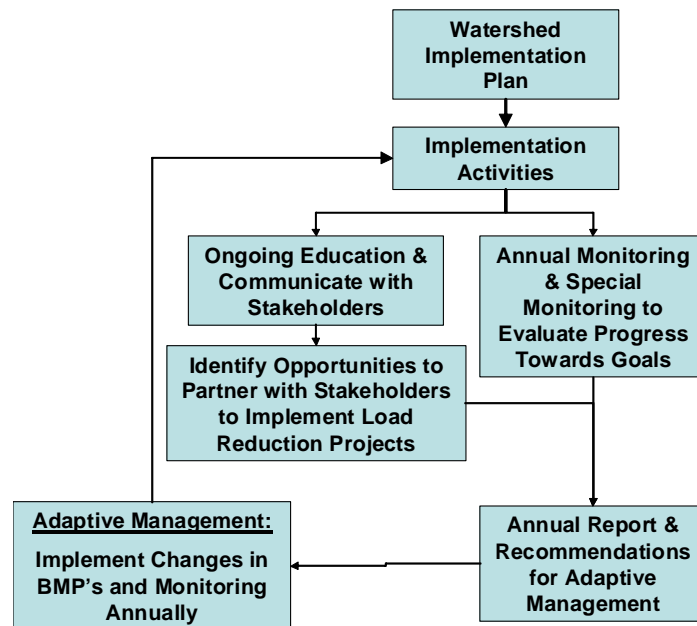 Watershed
Implementation
Plan
Implementation
Activities
Ongoing Education &
Communicate with
Stakeholders
Annual Monitoring
& Special
Monitoring to
Evaluate Progress
Towards Goals
Identify Opportunities to
Partner with Stakeholders
to Implement Load
Reduction Projects
Adaptive Management:
Implement Changes in
BMP's and Monitoring
Annually
Annual Report &
Recommendations
for Adaptive
Management